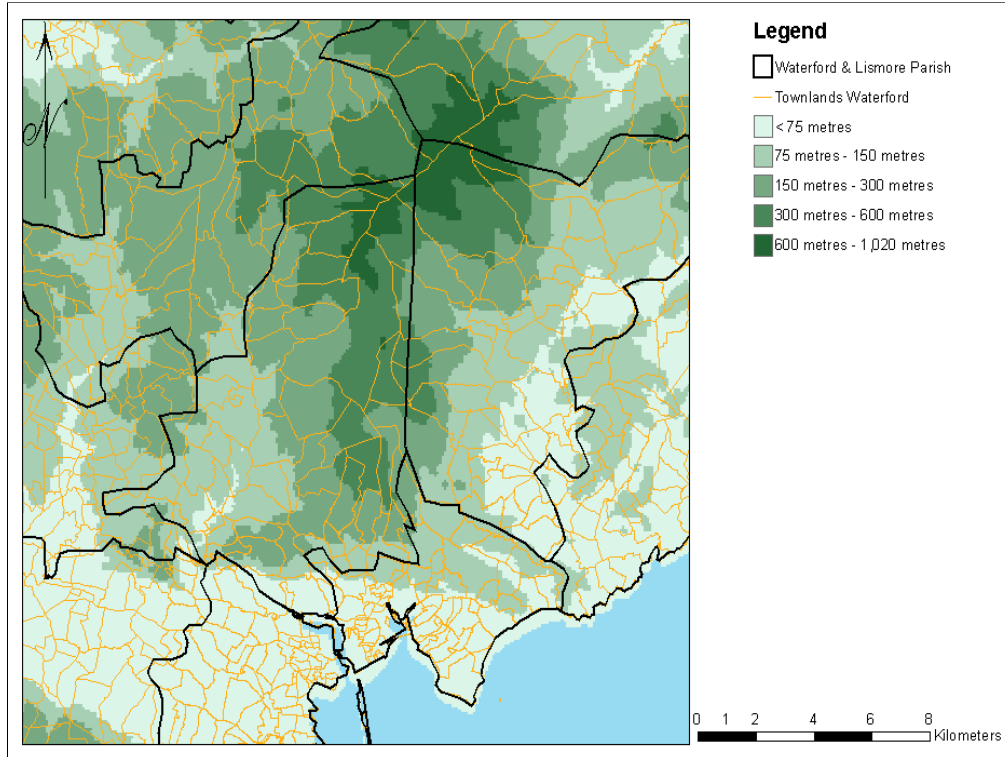 N
Legend
Waterford & Lismore Parish
Townlands Waterford
<75 metres
75 metres - 150 metres
150 metres - 300 metres
300 metres - 600 metres
600 metres - 1,020 metres
0 1 2 4 6 8
Kilometers